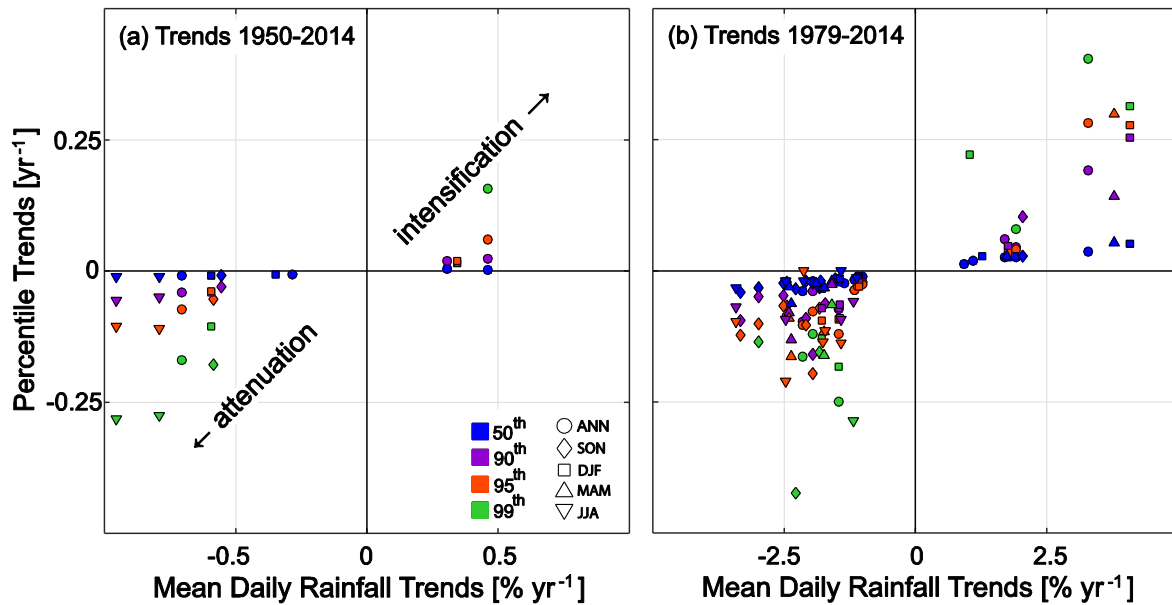 (a) Trends 1950-2014
(b) Trends 1979-2014
Percentile Trends [yr⁻¹]
0.25
0
-0.25
intensification →
← attenuation
50th
90th
95th
99th
ANN
SON
DJF
MAM
JJA
-0.5
0
0.5
-2.5
0
2.5
Mean Daily Rainfall Trends [% yr⁻¹]
Mean Daily Rainfall Trends [% yr⁻¹]